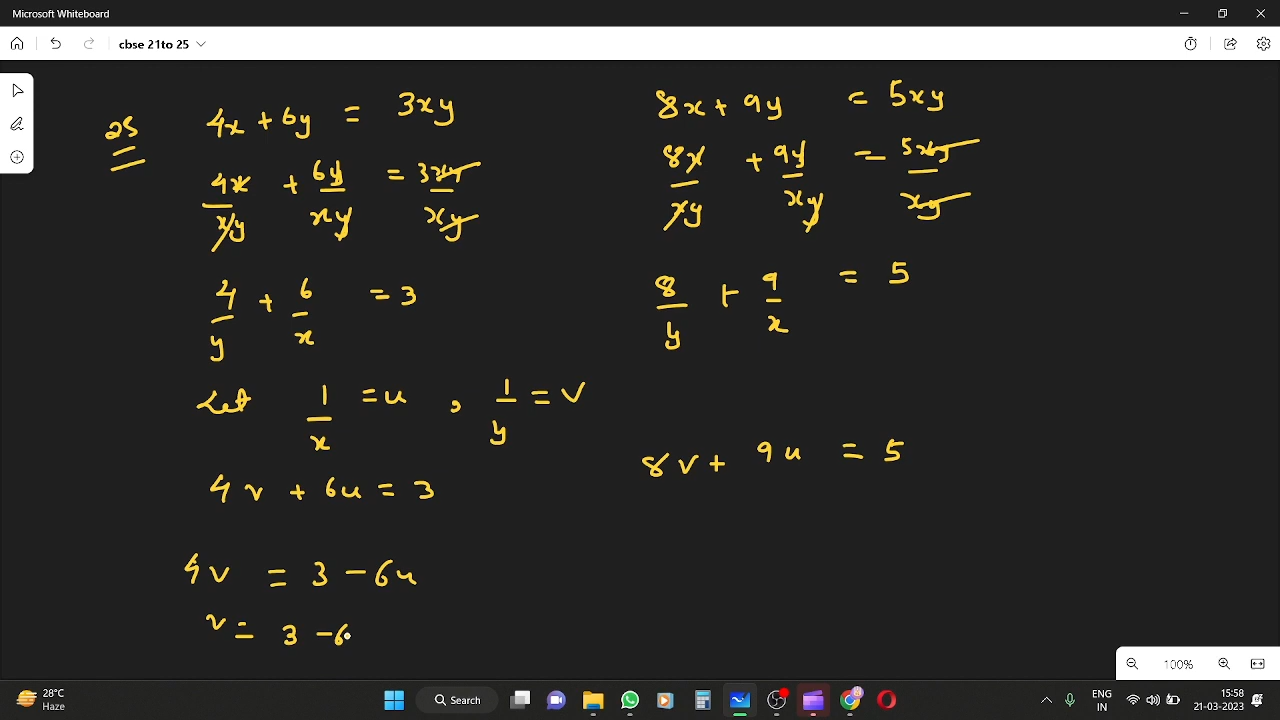 Microsoft Whiteboard
cbse 21to 25
25
4x + 6y = 3xy
4x/xy + 6y/xy = 3xy/xy
4/y + 6/x = 3
Let 1/x = u , 1/y = v
4v + 6u = 3
4v = 3 - 6u
v = 3 - 6
8x + 9y = 5xy
8x/xy + 9y/xy = 5xy/xy
8/y + 9/x = 5
8v + 9u = 5
100%
28°C
Haze
Search
ENG
IN
15:58
21-03-2023